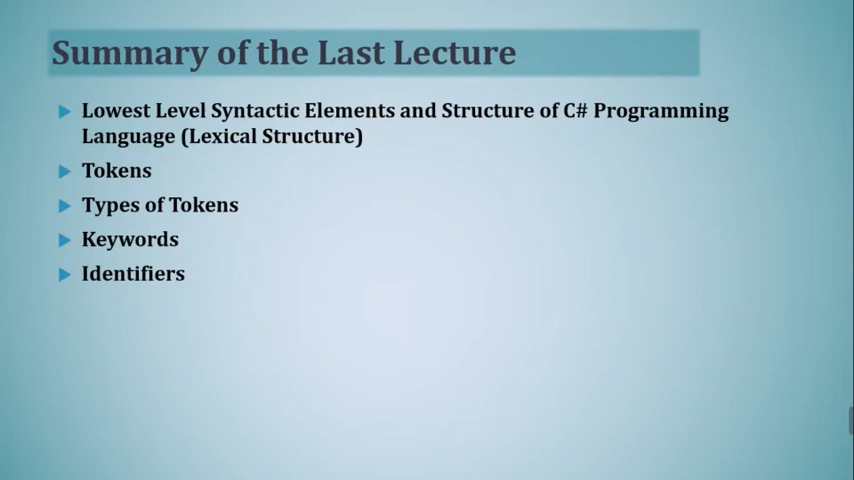 Summary of the Last Lecture
Lowest Level Syntactic Elements and Structure of C# Programming
Language (Lexical Structure)
Tokens
Types of Tokens
Keywords
Identifiers